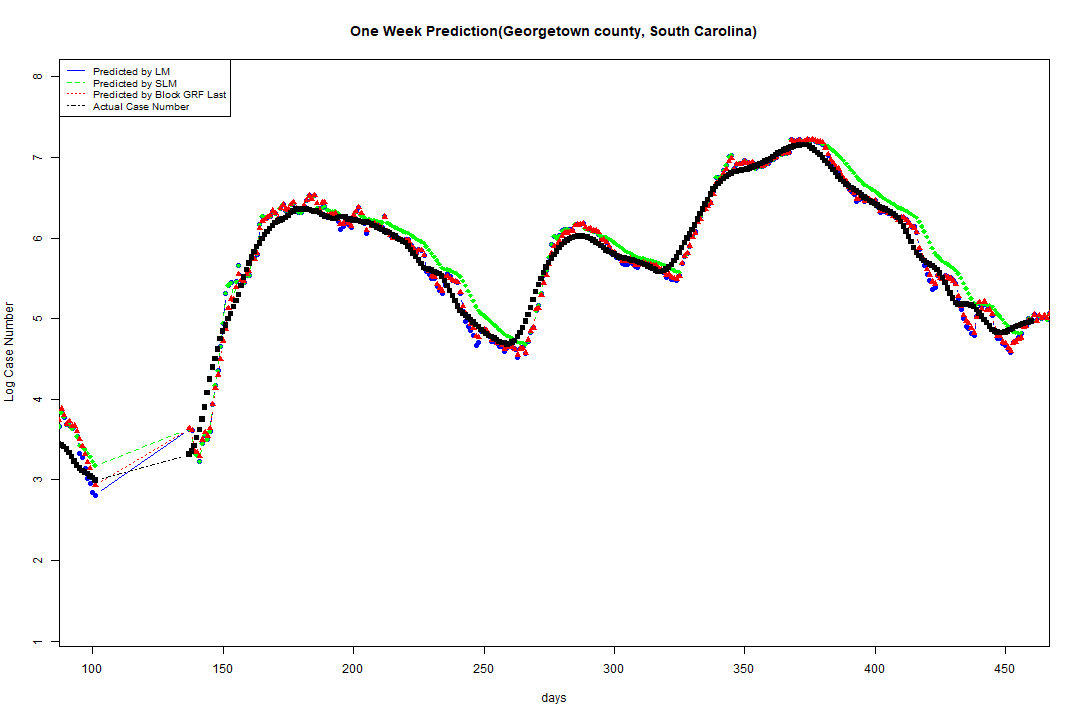 One Week Prediction(Georgetown county, South Carolina)
Predicted by LM
Predicted by SLM
Predicted by Block GRF Last
Actual Case Number
8
7
6
5
4
3
2
1
Log Case Number
100 150 200 250 300 350 400 450
days